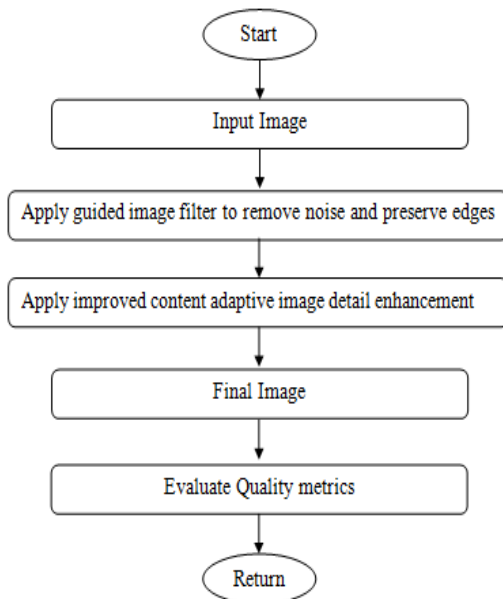 Start
Input Image
Apply guided image filter to remove noise and preserve edges
Apply improved content adaptive image detail enhancement
Final Image
Evaluate Quality metrics
Return